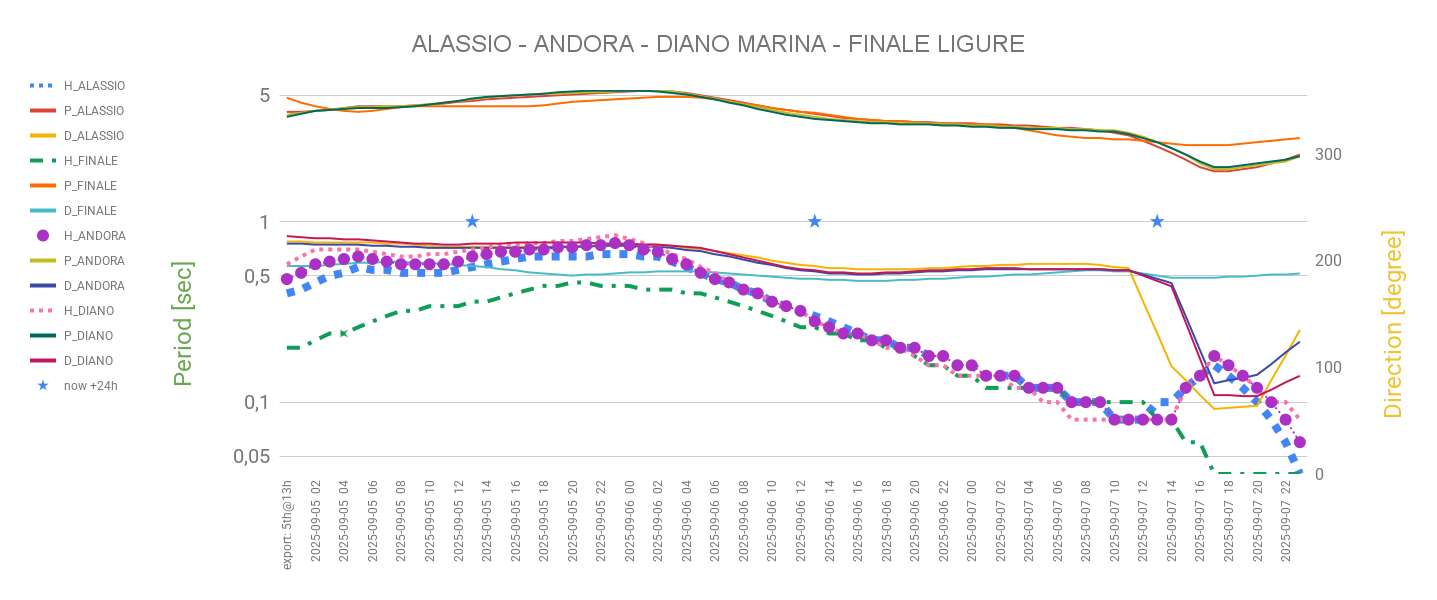 ALASSIO - ANDORA - DIANO MARINA - FINALE LIGURE
H_ALASSIO
P_ALASSIO
D_ALASSIO
H_FINALE
P_FINALE
D_FINALE
H_ANDORA
P_ANDORA
D_ANDORA
H_DIANO
P_DIANO
D_DIANO
now +24h
Period [sec]
5
1
0,5
0,1
0,05
300
200
100
0
Direction [degree]
export: 5th@13h
2025-09-05 02
2025-09-05 04
2025-09-05 06
2025-09-05 08
2025-09-05 10
2025-09-05 12
2025-09-05 14
2025-09-05 16
2025-09-05 18
2025-09-05 20
2025-09-05 22
2025-09-06 00
2025-09-06 02
2025-09-06 04
2025-09-06 06
2025-09-06 08
2025-09-06 10
2025-09-06 12
2025-09-06 14
2025-09-06 16
2025-09-06 18
2025-09-06 20
2025-09-06 22
2025-09-07 00
2025-09-07 02
2025-09-07 04
2025-09-07 06
2025-09-07 08
2025-09-07 10
2025-09-07 12
2025-09-07 14
2025-09-07 16
2025-09-07 18
2025-09-07 20
2025-09-07 22